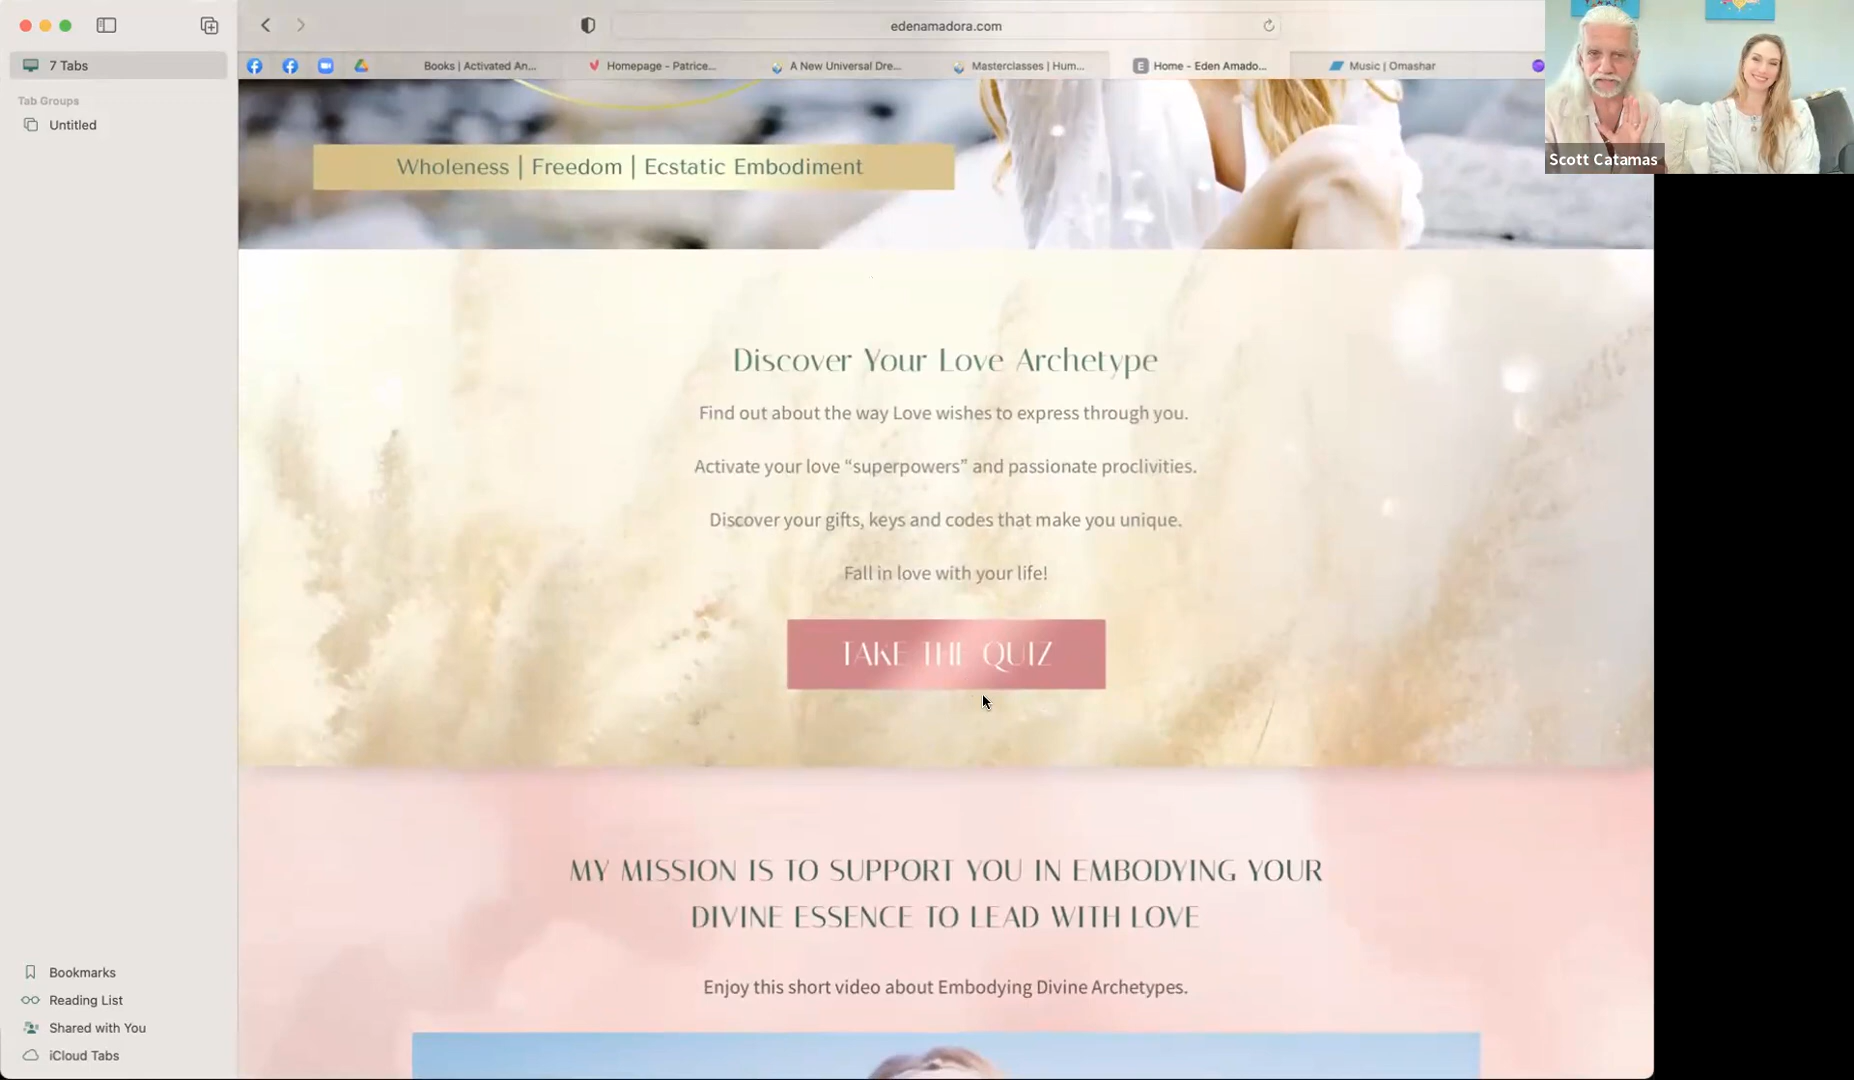 edenamadora.com
7 Tabs
Books | Activated An...
Homepage - Patrice...
A New Universal Dre...
Masterclasses | Hum...
Home - Eden Amado...
Music | Omashar
Tab Groups
Untitled
Scott Catamas
Wholeness | Freedom | Ecstatic Embodiment
Discover Your Love Archetype
Find out about the way Love wishes to express through you.
Activate your love “superpowers” and passionate proclivities.
Discover your gifts, keys and codes that make you unique.
Fall in love with your life!
TAKE THE QUIZ
MY MISSION IS TO SUPPORT YOU IN EMBODYING YOUR
DIVINE ESSENCE TO LEAD WITH LOVE
Enjoy this short video about Embodying Divine Archetypes.
Bookmarks
Reading List
Shared with You
iCloud Tabs